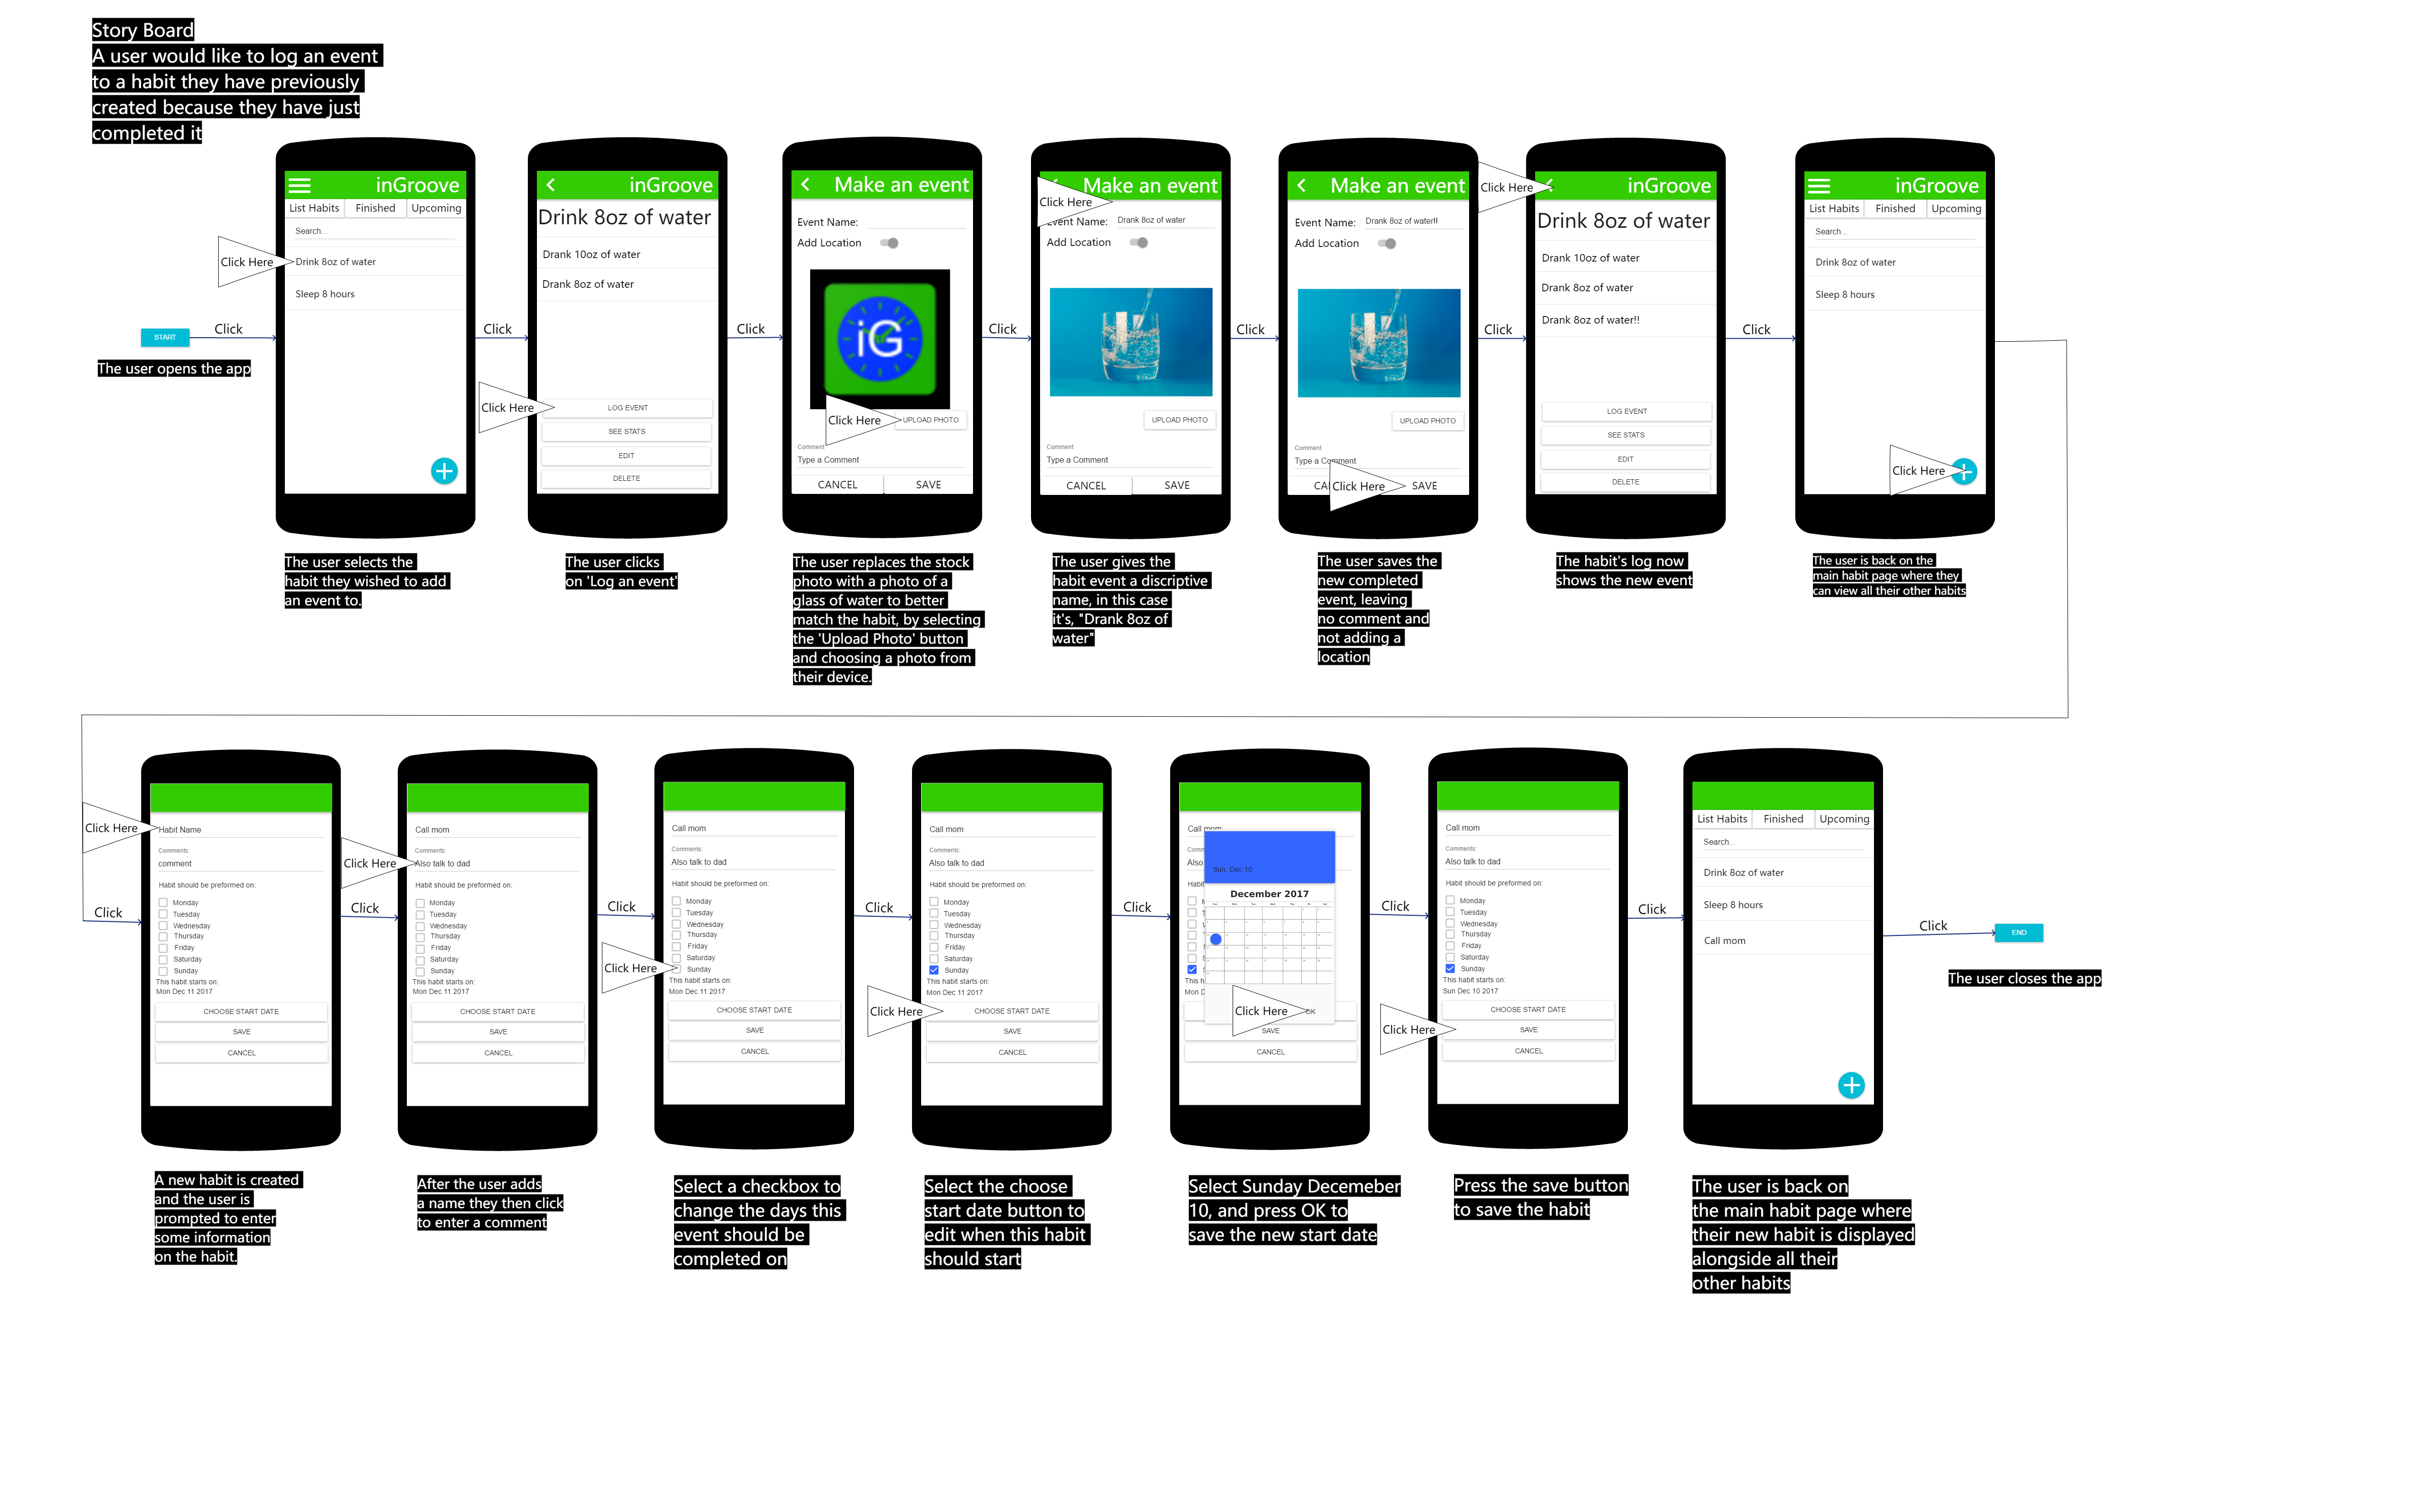 Story Board
A user would like to log an event
to a habit they have previously
created because they have just
completed it
START
Click
The user opens the app
inGroove
List Habits Finished Upcoming
Search...
Click Here
Drink 8oz of water
Sleep 8 hours
The user selects the
habit they wished to add
an event to.
Click
inGroove
Drink 8oz of water
Drank 10oz of water
Drank 8oz of water
Click Here
LOG EVENT
SEE STATS
EDIT
DELETE
The user clicks
on 'Log an event'
Click
Make an event
Event Name:
Add Location
iG
Click Here
UPLOAD PHOTO
Comment
Type a Comment
CANCEL SAVE
The user replaces the stock
photo with a photo of a
glass of water to better
match the habit, by selecting
the 'Upload Photo' button
and choosing a photo from
their device.
Click
Make an event
Click Here
Event Name: Drank 8oz of water
Add Location
UPLOAD PHOTO
Comment
Type a Comment
CANCEL SAVE
The user gives the
habit event a discriptive
name, in this case
it's, "Drank 8oz of
water"
Click
Make an event
Event Name: Drank 8oz of water!!
Add Location
UPLOAD PHOTO
Comment
Type a Comment
CA Click Here SAVE
The user saves the
new completed
event, leaving
no comment and
not adding a
location
Click
Click Here
inGroove
Drink 8oz of water
Drank 10oz of water
Drank 8oz of water
Drank 8oz of water!!
LOG EVENT
SEE STATS
EDIT
DELETE
The habit's log now
shows the new event
Click
inGroove
List Habits Finished Upcoming
Search...
Drink 8oz of water
Sleep 8 hours
Click Here
The user is back on the
main habit page where they
can view all their other habits
Click
Click Here
Habit Name
Comments:
comment
Habit should be preformed on:
Monday
Tuesday
Wednesday
Thursday
Friday
Saturday
Sunday
This habit starts on:
Mon Dec 11 2017
CHOOSE START DATE
SAVE
CANCEL
A new habit is created
and the user is
prompted to enter
some information
on the habit.
Click
Call mom
Comments:
Click Here
Also talk to dad
Habit should be preformed on:
Monday
Tuesday
Wednesday
Thursday
Friday
Saturday
Sunday
This habit starts on:
Mon Dec 11 2017
CHOOSE START DATE
SAVE
CANCEL
After the user adds
a name they then click
to enter a comment
Click
Call mom
Comments:
Also talk to dad
Habit should be preformed on:
Monday
Tuesday
Wednesday
Thursday
Friday
Saturday
Click Here
Sunday
This habit starts on:
Mon Dec 11 2017
CHOOSE START DATE
SAVE
CANCEL
Select a checkbox to
change the days this
event should be
completed on
Click
Call mom
Comments:
Also talk to dad
Habit should be preformed on:
Monday
Tuesday
Wednesday
Thursday
Friday
Saturday
Sunday
This habit starts on:
Mon Dec 11 2017
Click Here
CHOOSE START DATE
SAVE
CANCEL
Select the choose
start date button to
edit when this habit
should start
Click
Call mom
Comm
Also
Habit
Sun, Dec 10
December 2017
This h
Mon D
Click Here
OK
SAVE
CANCEL
Select Sunday Decemeber
10, and press OK to
save the new start date
Click
Call mom
Comments:
Also talk to dad
Habit should be preformed on:
Monday
Tuesday
Wednesday
Thursday
Friday
Saturday
Sunday
This habit starts on:
Sun Dec 10 2017
CHOOSE START DATE
Click Here
SAVE
CANCEL
Press the save button
to save the habit
Click
List Habits Finished Upcoming
Search...
Drink 8oz of water
Sleep 8 hours
Call mom
The user is back on
the main habit page where
their new habit is displayed
alongside all their
other habits
Click
END
The user closes the app